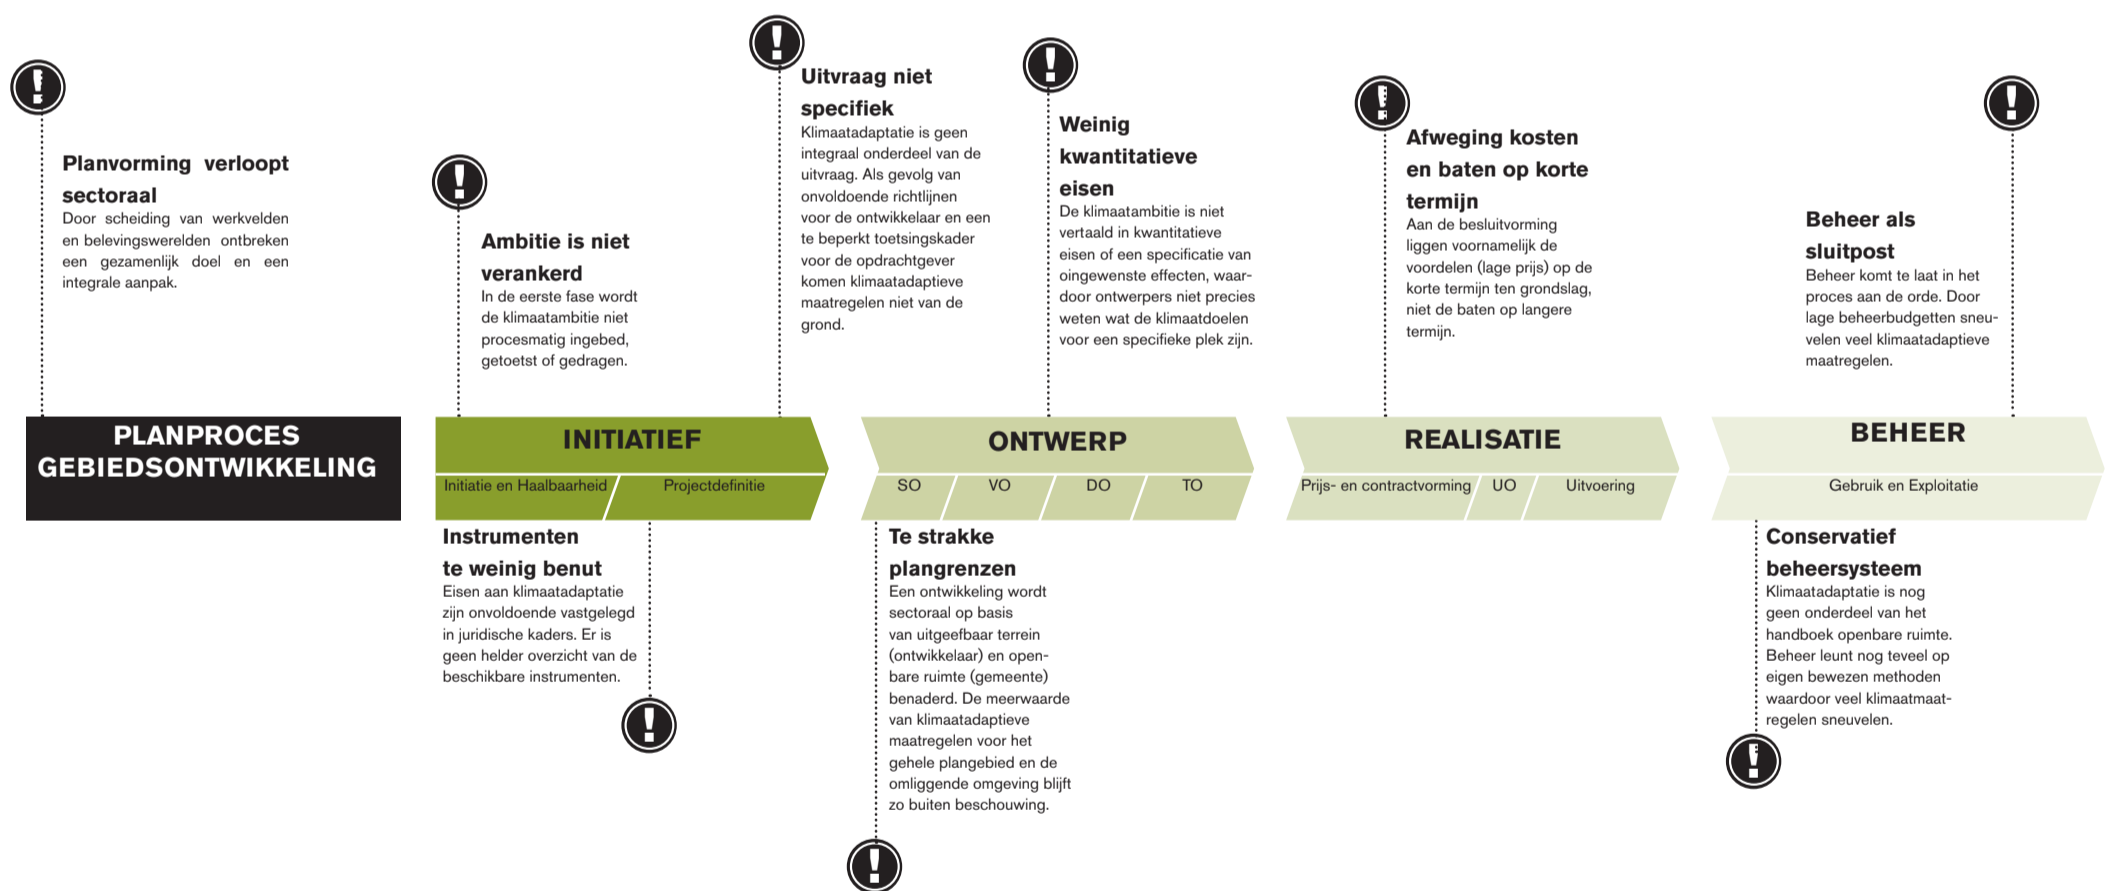 Planvorming verloopt
sectoraal
Door scheiding van werkvelden
en belevingswerelden ontbreken
een gezamenlijk doel en een
integrale aanpak.
Ambitie is niet
verankerd
In de eerste fase wordt
de klimaatambitie niet
procesmatig ingebed,
getoetst of gedragen.
Uitvraag niet
specifiek
Klimaatadaptatie is geen
integraal onderdeel van de
uitvraag. Als gevolg van
onvoldoende richtlijnen
voor de ontwikkelaar en een
te beperkt toetsingskader
voor de opdrachtgever
komen klimaatadaptieve
maatregelen niet van de
grond.
Weinig
kwantitatieve
eisen
De klimaatambitie is niet
vertaald in kwantitatieve
eisen of een specificatie van
oingewenste effecten, waar-
door ontwerpers niet precies
weten wat de klimaatdoelen
voor een specifieke plek zijn.
Afweging kosten
en baten op korte
termijn
Aan de besluitvorming
liggen voornamelijk de
voordelen (lage prijs) op de
korte termijn ten grondslag,
niet de baten op langere
termijn.
Beheer als
sluitpost
Beheer komt te laat in het
proces aan de orde. Door
lage beheerbudgetten sneu-
velen veel klimaatadaptieve
maatregelen.
PLANPROCES
GEBIEDSONTWIKKELING
INITIATIEF
Initiatie en Haalbaarheid
Projectdefinitie
ONTWERP
SO
VO
DO
TO
REALISATIE
Prijs- en contractvorming
UO
Uitvoering
BEHEER
Gebruik en Exploitatie
Instrumenten
te weinig benut
Eisen aan klimaatadaptatie
zijn onvoldoende vastgelegd
in juridische kaders. Er is
geen helder overzicht van de
beschikbare instrumenten.
Te strakke
plangrenzen
Een ontwikkeling wordt
sectoraal op basis
van uitgeefbaar terrein
(ontwikkelaar) en open-
bare ruimte (gemeente)
benaderd. De meerwaarde
van klimaatadaptieve
maatregelen voor het
gehele plangebied en de
omliggende omgeving blijft
zo buiten beschouwing.
Conservatief
beheersysteem
Klimaatadaptatie is nog
geen onderdeel van het
handboek openbare ruimte.
Beheer leunt nog teveel op
eigen bewezen methoden
waardoor veel klimaatmaat-
regelen sneuvelen.